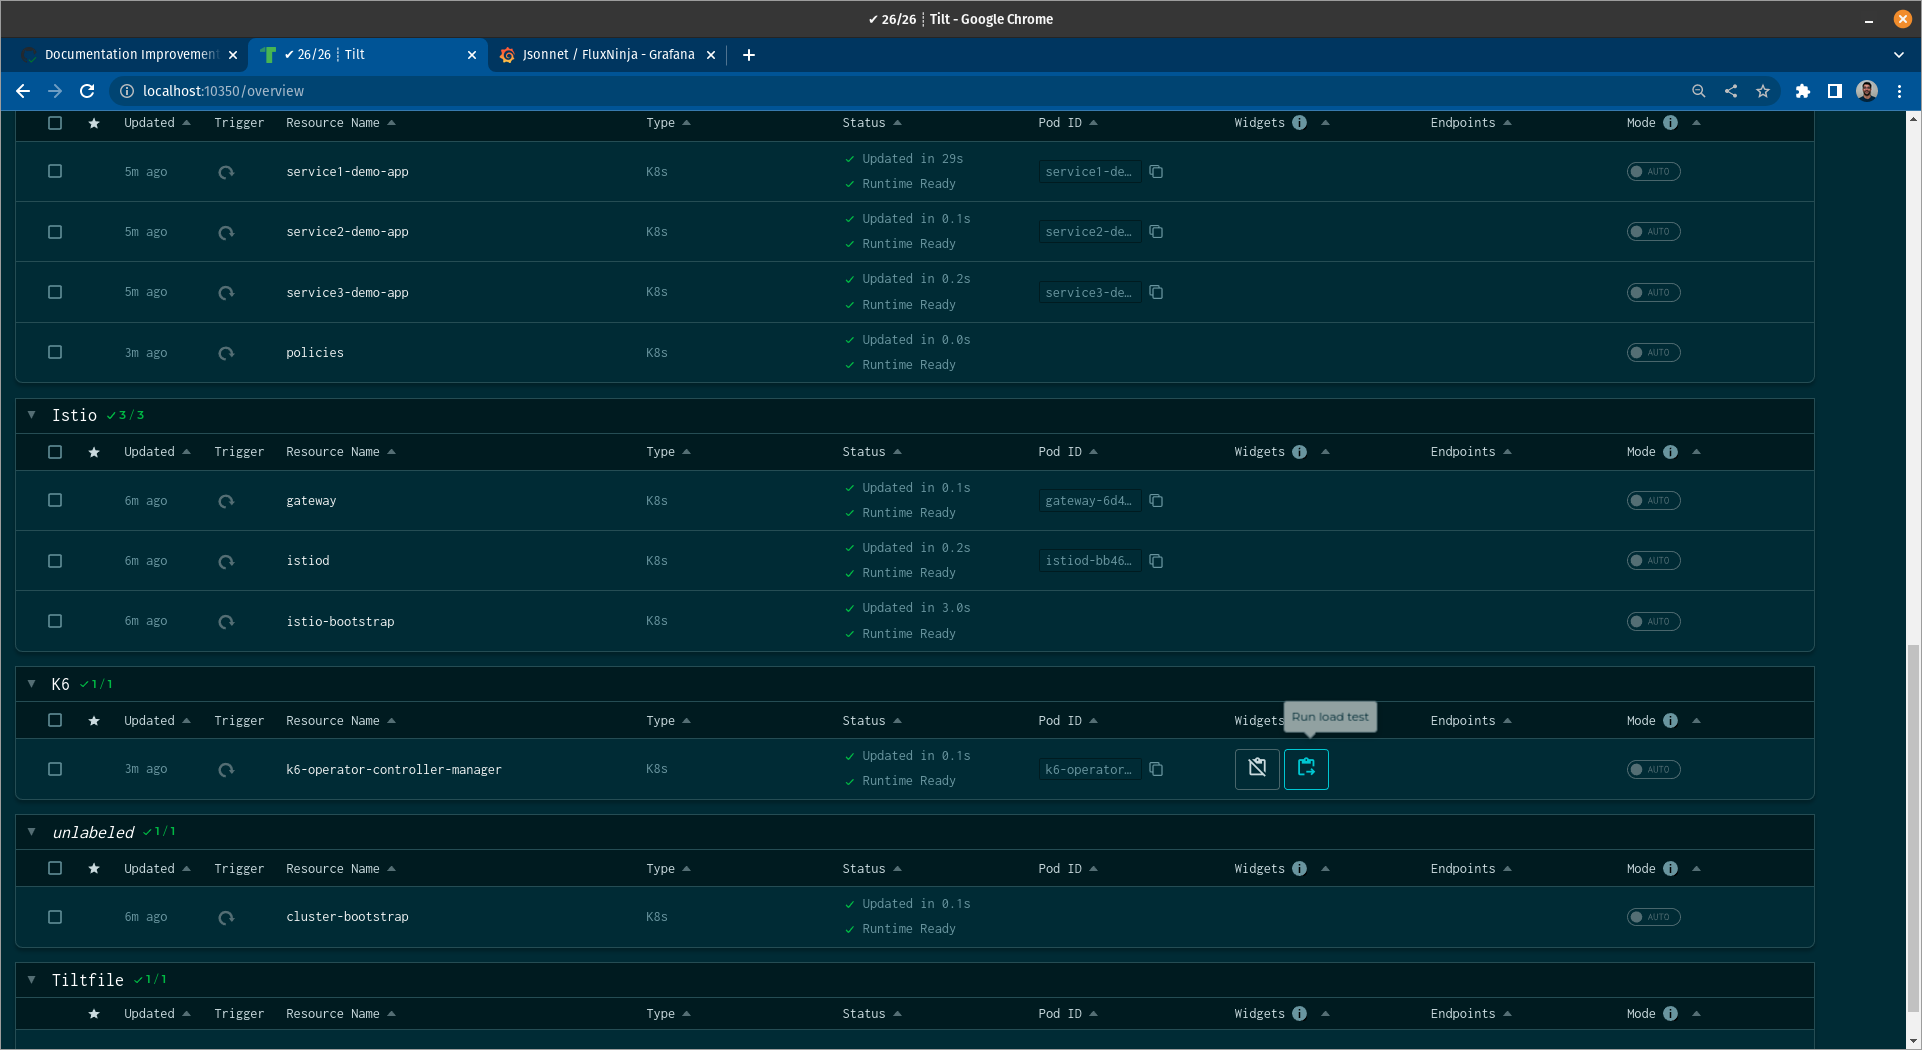 ✔ 26/26 ┊ Tilt - Google Chrome
Documentation Improvement
✔ 26/26 ┊ Tilt
Jsonnet / FluxNinja - Grafana
localhost:10350/overview
Updated Trigger Resource Name Type Status Pod ID Widgets Endpoints Mode
5m ago service1-demo-app K8s Updated in 29s Runtime Ready service1-de… AUTO
5m ago service2-demo-app K8s Updated in 0.1s Runtime Ready service2-de… AUTO
5m ago service3-demo-app K8s Updated in 0.2s Runtime Ready service3-de… AUTO
3m ago policies K8s Updated in 0.0s Runtime Ready AUTO
Istio ✓3/3
Updated Trigger Resource Name Type Status Pod ID Widgets Endpoints Mode
6m ago gateway K8s Updated in 0.1s Runtime Ready gateway-6d4… AUTO
6m ago istiod K8s Updated in 0.2s Runtime Ready istiod-bb46… AUTO
6m ago istio-bootstrap K8s Updated in 3.0s Runtime Ready AUTO
K6 ✓1/1
Updated Trigger Resource Name Type Status Pod ID Widgets Run load test Endpoints Mode
3m ago k6-operator-controller-manager K8s Updated in 0.1s Runtime Ready k6-operator… AUTO
unlabeled ✓1/1
Updated Trigger Resource Name Type Status Pod ID Widgets Endpoints Mode
6m ago cluster-bootstrap K8s Updated in 0.1s Runtime Ready AUTO
Tiltfile ✓1/1
Updated Trigger Resource Name Type Status Pod ID Widgets Endpoints Mode